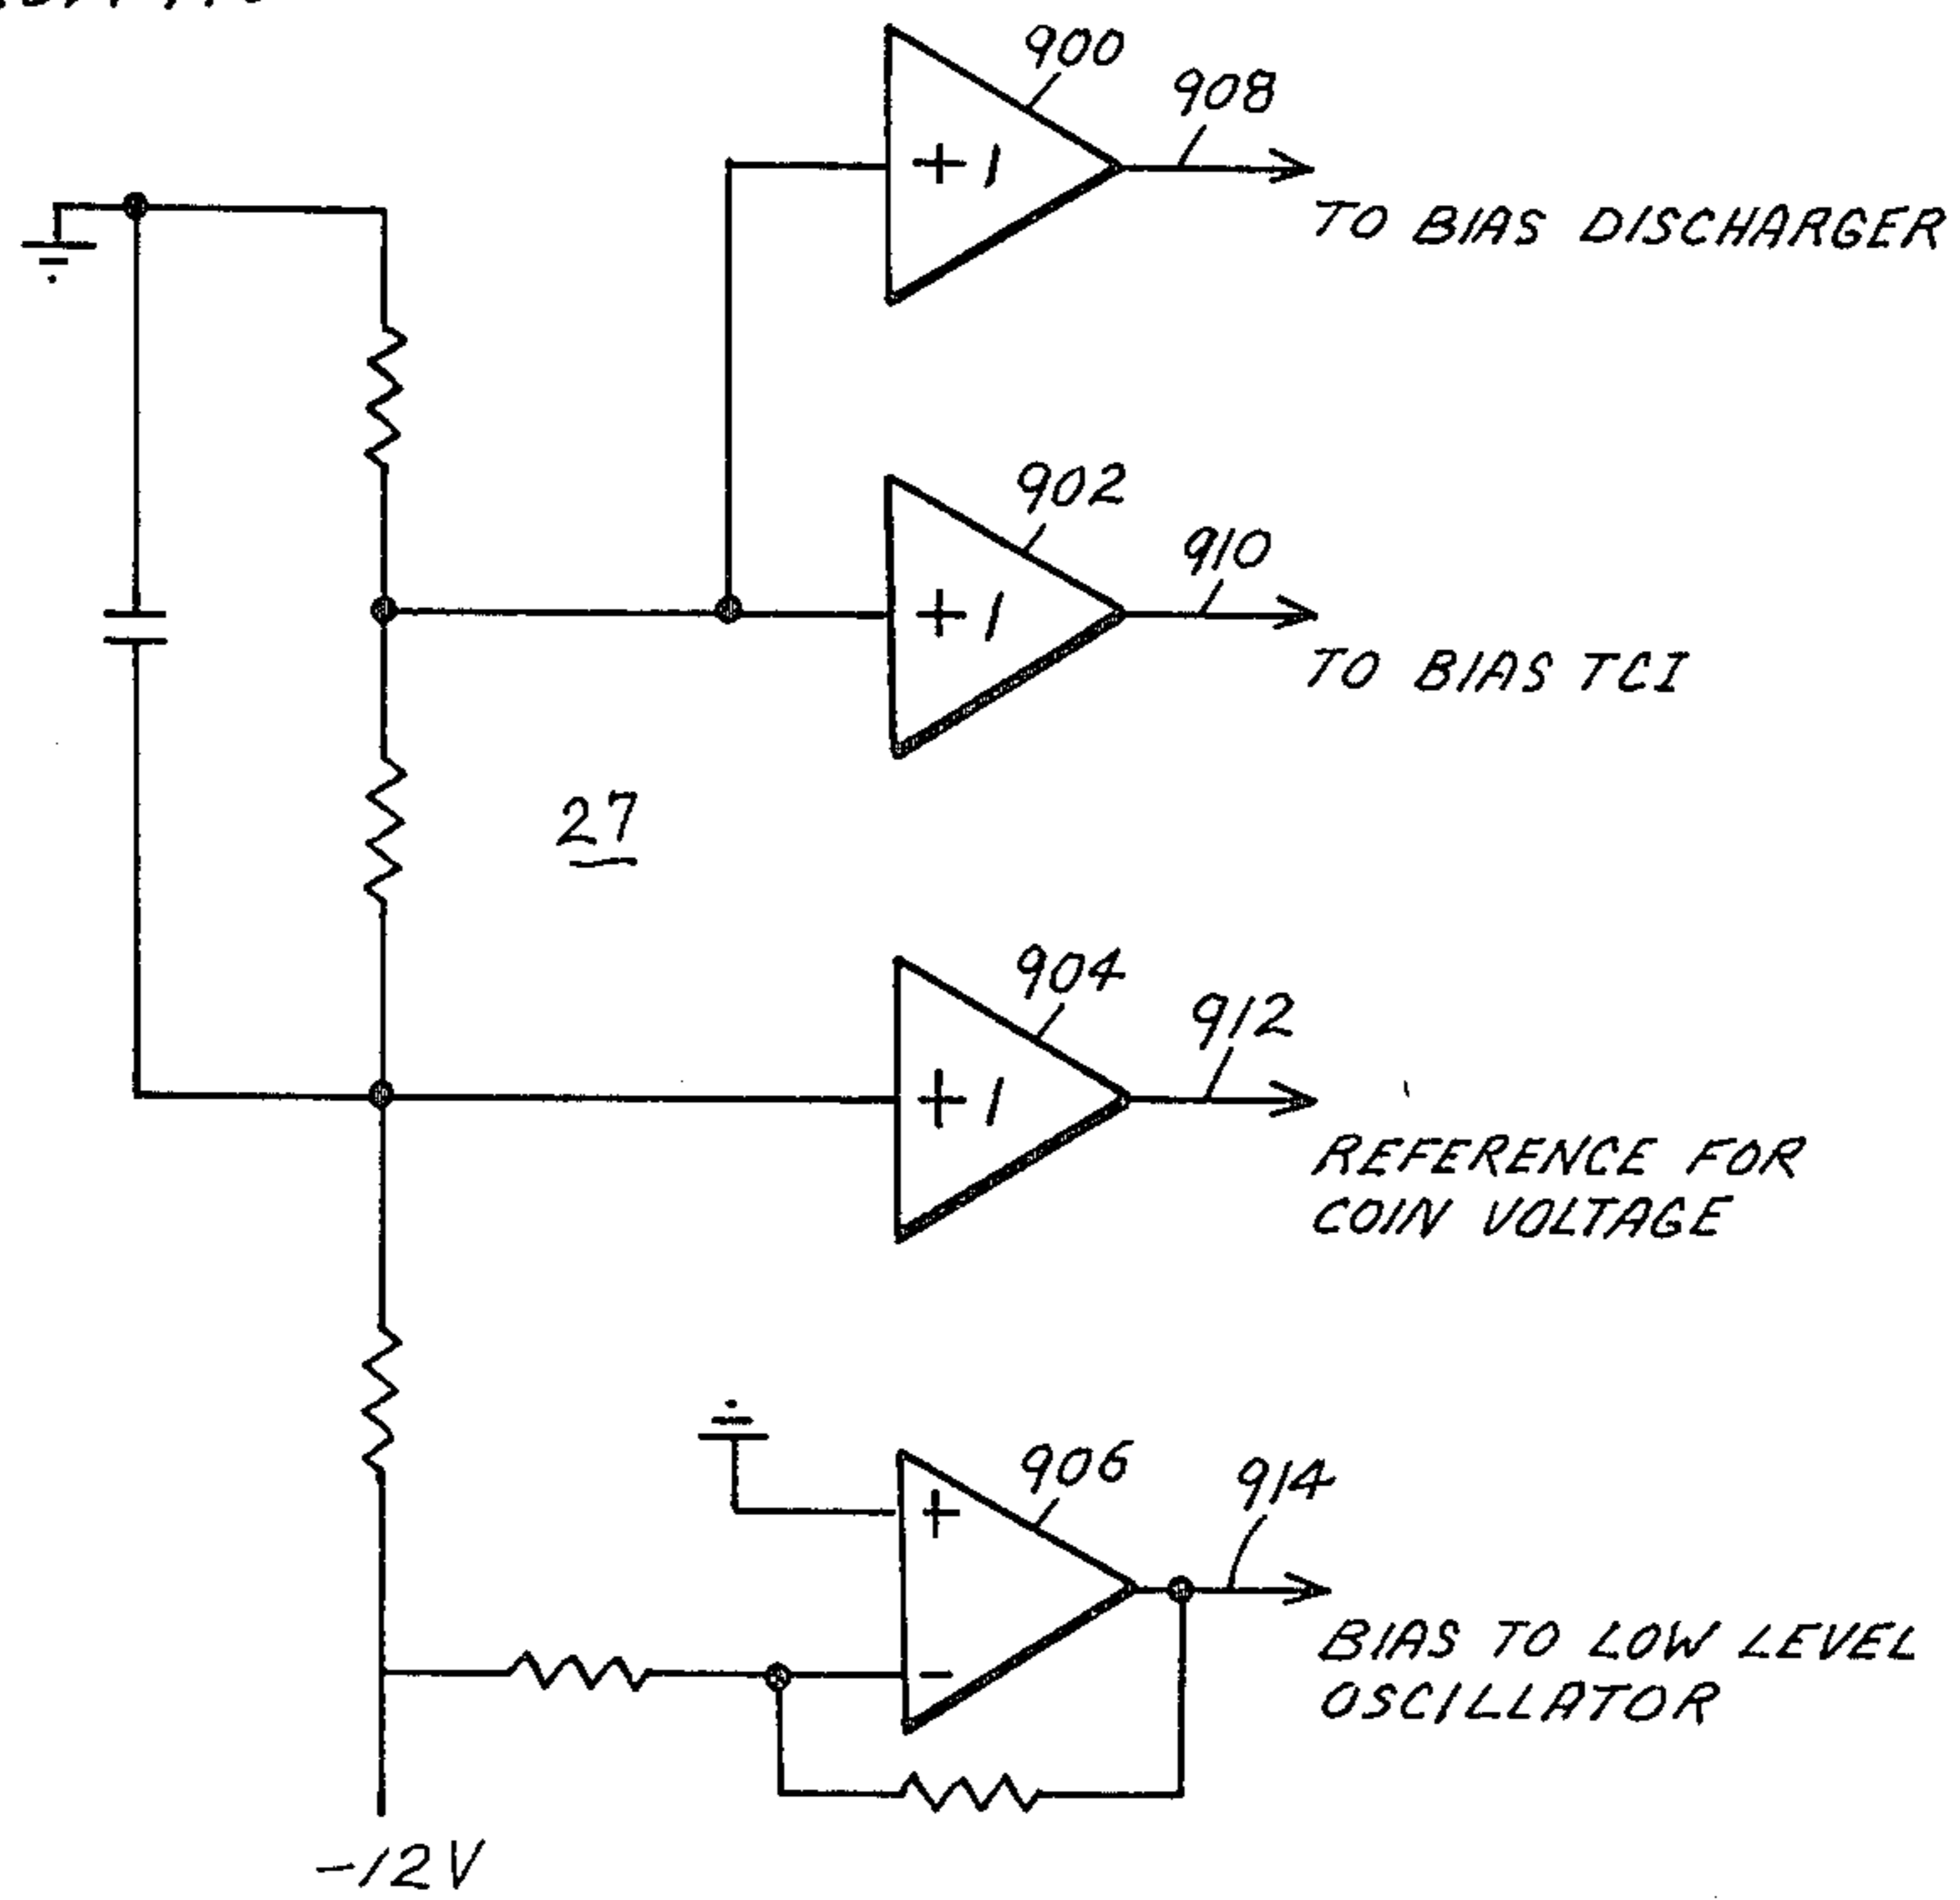 900
908
+1
TO BIAS DISCHARGER
902
910
+1
TO BIAS TCI
27
904
912
+1
REFERENCE FOR
COIN VOLTAGE
906
914
+
-
BIAS TO LOW LEVEL
OSCILLATOR
-12V